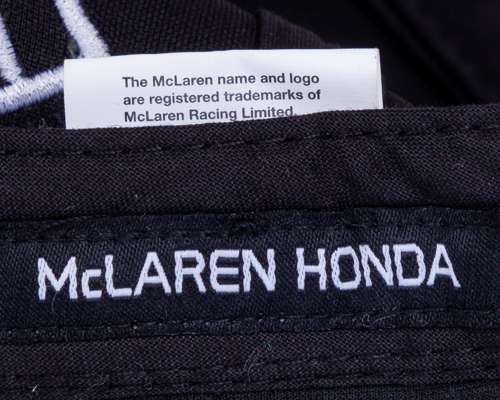 The McLaren name and logo
are registered trademarks of
McLaren Racing Limited.
McLAREN HONDA